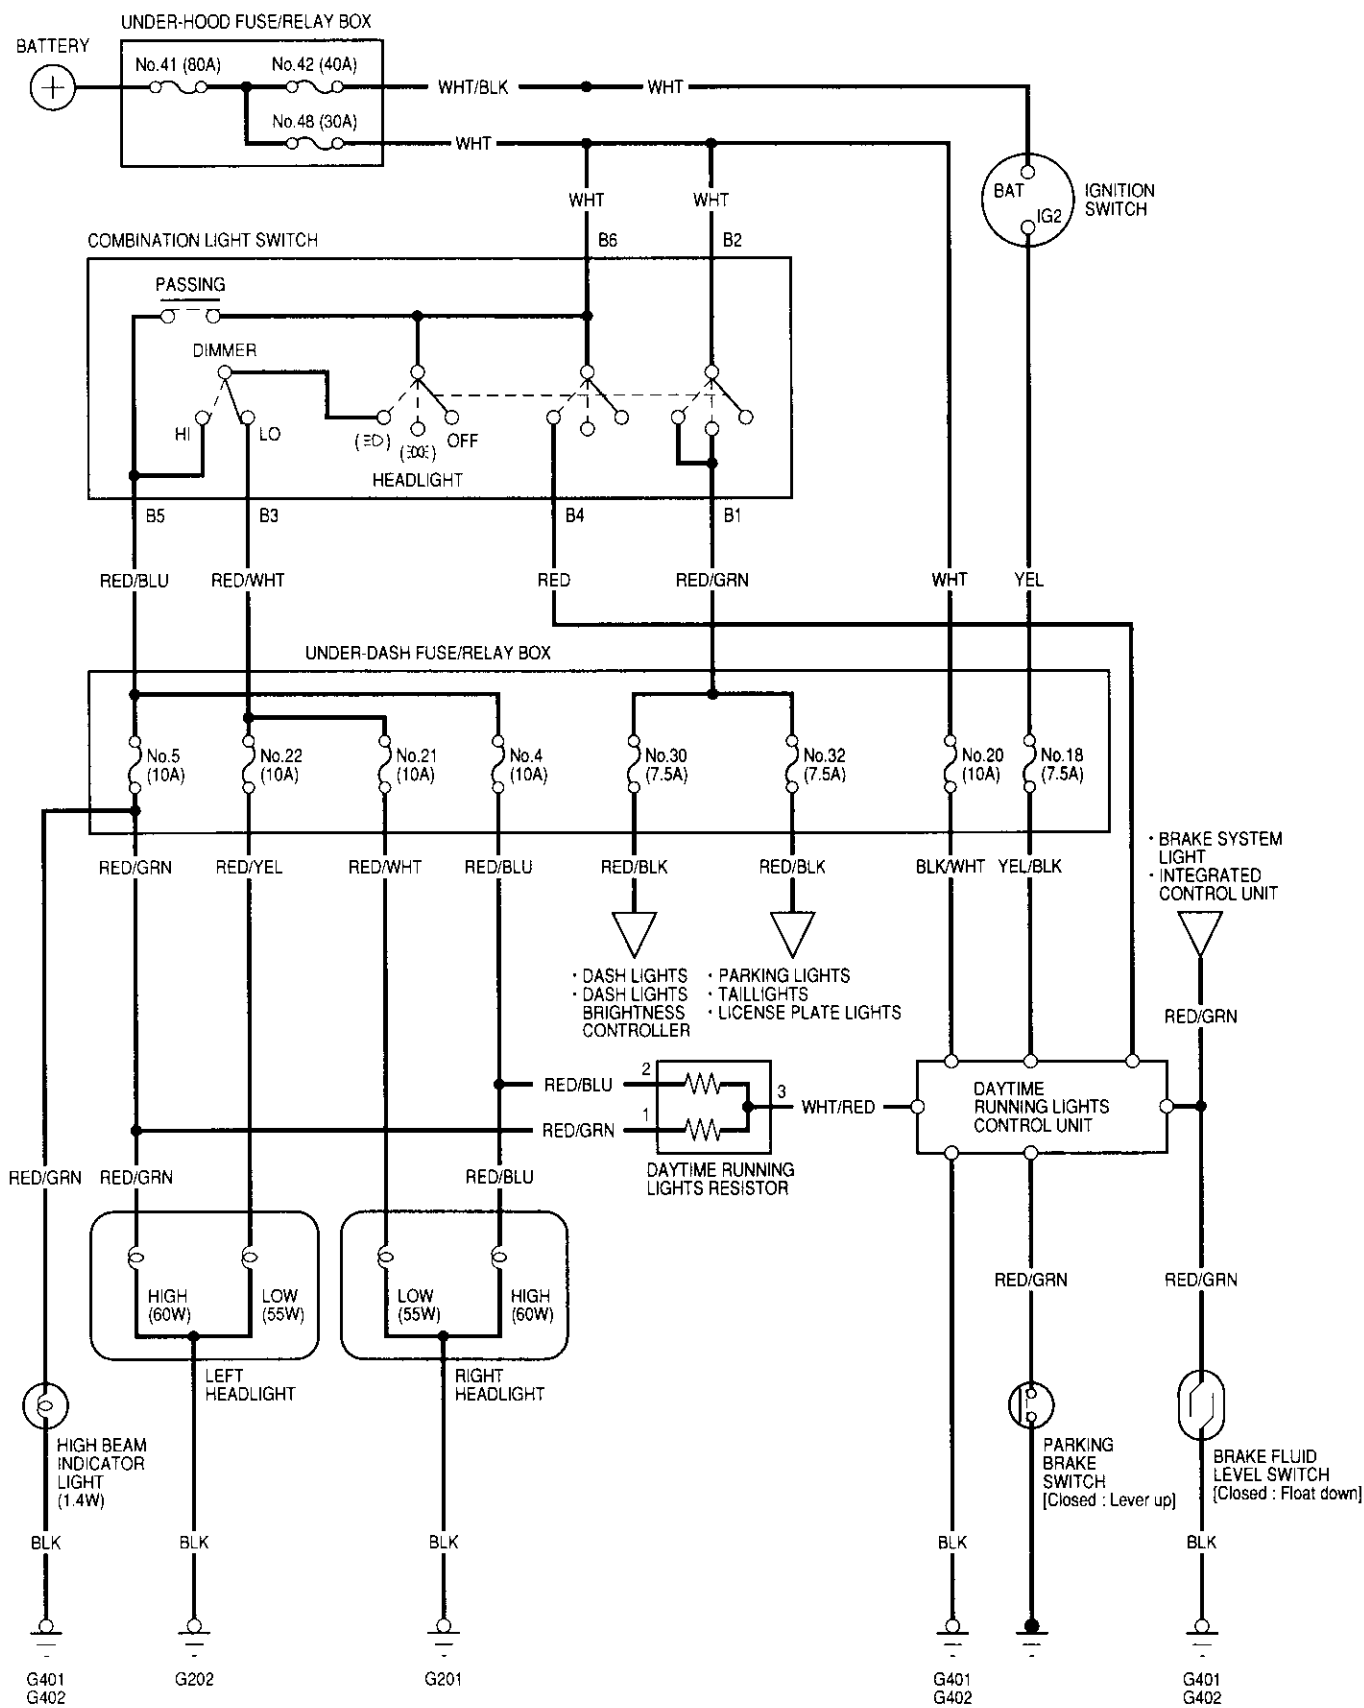 UNDER-HOOD FUSE/RELAY BOX
BATTERY
No.41 (80A)
No.42 (40A)
WHT/BLK
WHT
No.48 (30A)
WHT
BAT
IGNITION
SWITCH
IG2
WHT
WHT
COMBINATION LIGHT SWITCH
B6
B2
PASSING
DIMMER
HI
LO
OFF
HEADLIGHT
B5
B3
B4
B1
RED/BLU
RED/WHT
RED
RED/GRN
WHT
YEL
UNDER-DASH FUSE/RELAY BOX
No.5
(10A)
No.22
(10A)
No.21
(10A)
No.4
(10A)
No.30
(7.5A)
No.32
(7.5A)
No.20
(10A)
No.18
(7.5A)
RED/GRN
RED/YEL
RED/WHT
RED/BLU
RED/BLK
RED/BLK
BLK/WHT
YEL/BLK
· BRAKE SYSTEM
LIGHT
· INTEGRATED
CONTROL UNIT
· DASH LIGHTS
· DASH LIGHTS
BRIGHTNESS
CONTROLLER
· PARKING LIGHTS
· TAILLIGHTS
· LICENSE PLATE LIGHTS
RED/GRN
RED/BLU
2
3
WHT/RED
DAYTIME
RUNNING LIGHTS
CONTROL UNIT
RED/GRN
1
DAYTIME RUNNING
LIGHTS RESISTOR
RED/GRN
RED/GRN
RED/BLU
HIGH
(60W)
LOW
(55W)
LOW
(55W)
HIGH
(60W)
RED/GRN
RED/GRN
LEFT
HEADLIGHT
RIGHT
HEADLIGHT
HIGH BEAM
INDICATOR
LIGHT
(1.4W)
PARKING
BRAKE
SWITCH
[Closed : Lever up]
BRAKE FLUID
LEVEL SWITCH
[Closed : Float down]
BLK
BLK
BLK
BLK
BLK
G401
G402
G202
G201
G401
G402
G401
G402